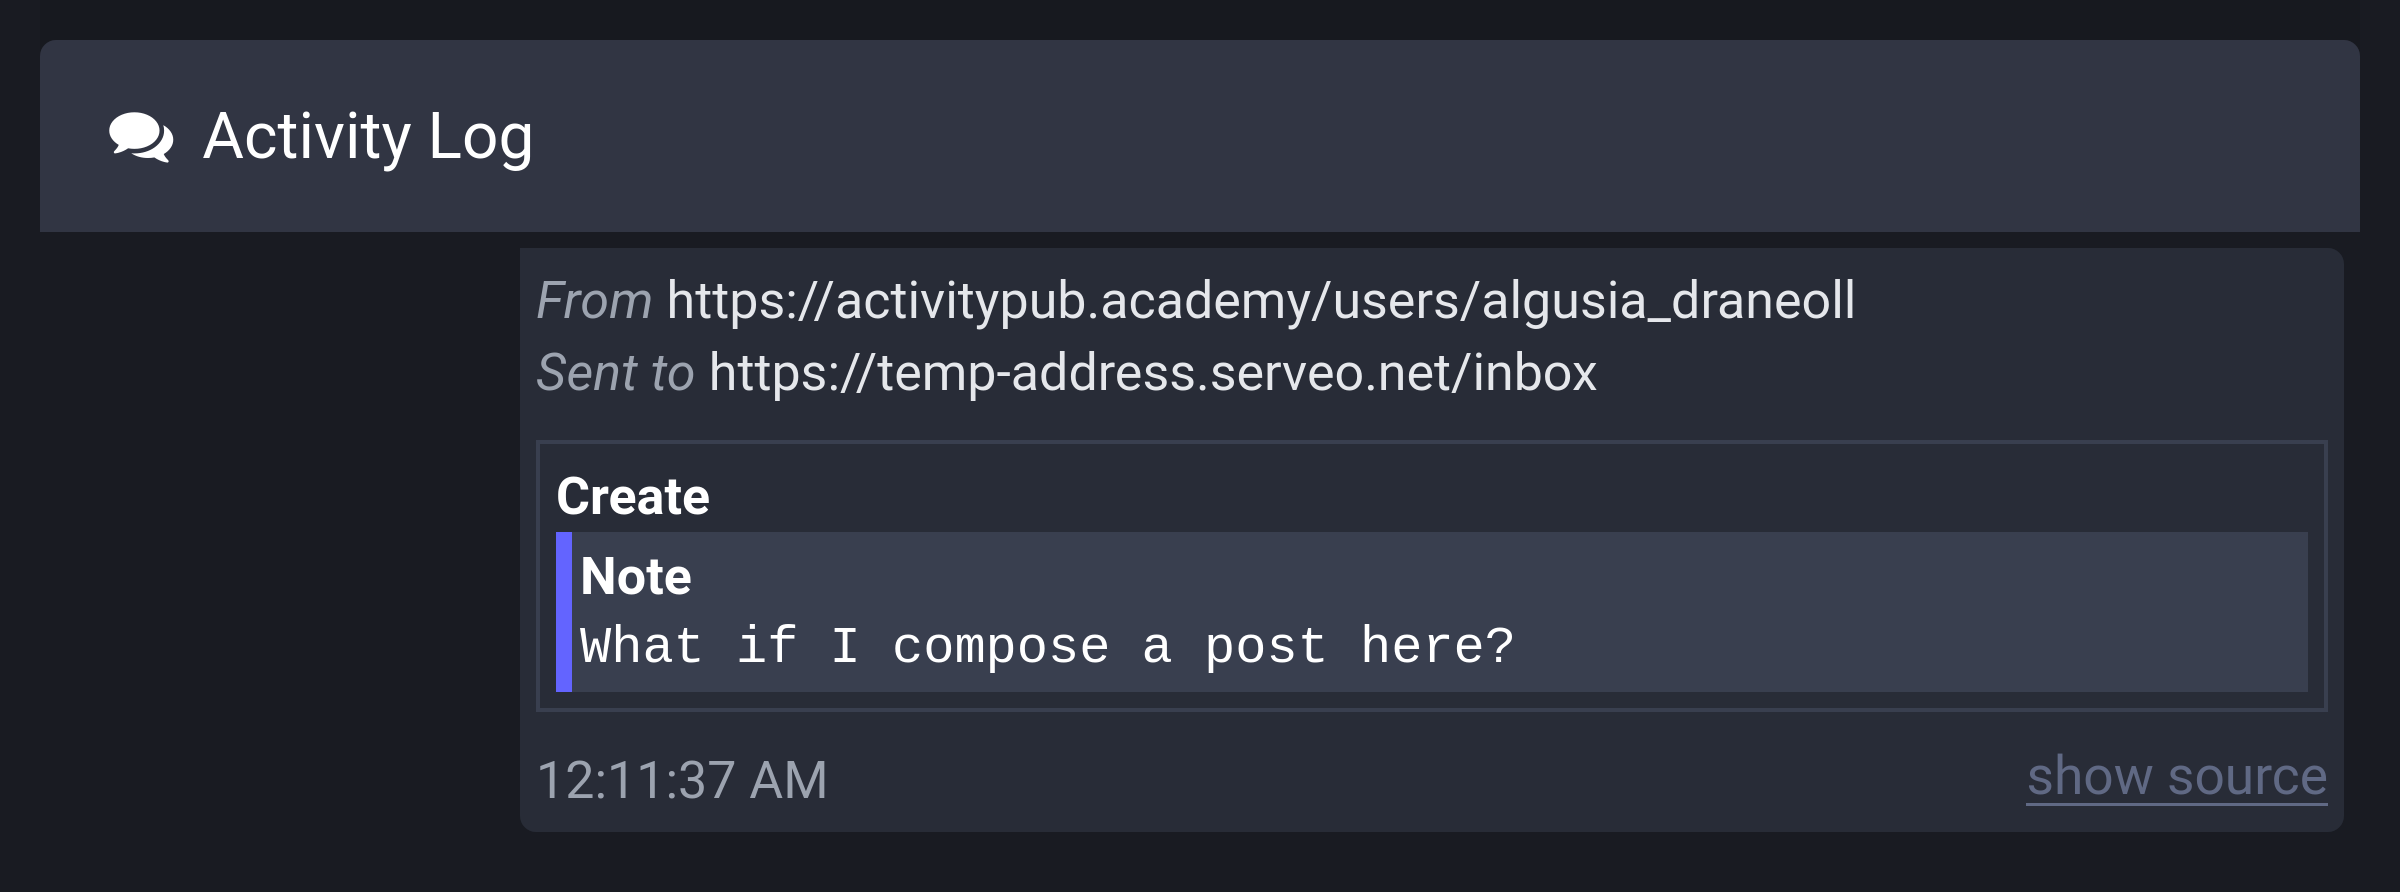 Activity Log
From https://activitypub.academy/users/algusia_draneoll
Sent to https://temp-address.serveo.net/inbox
Create
Note
What if I compose a post here?
12:11:37 AM
show source